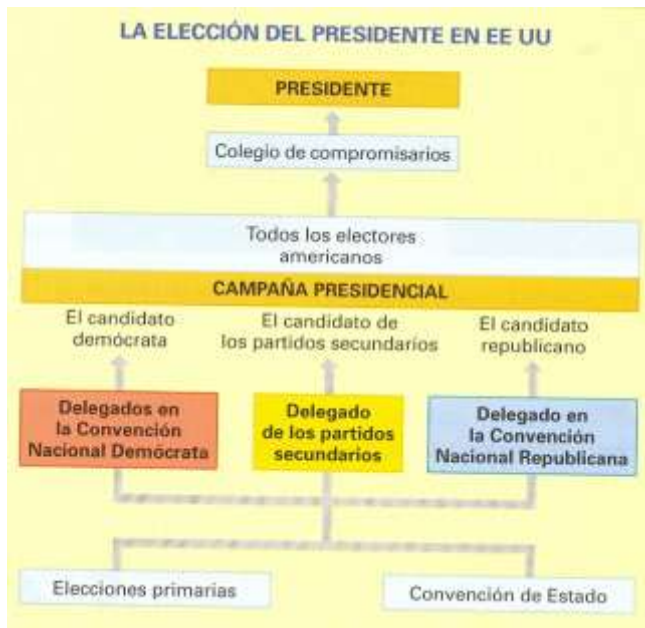 LA ELECCIÓN DEL PRESIDENTE EN EE UU
PRESIDENTE
Colegio de compromisarios
Todos los electores
americanos
CAMPAÑA PRESIDENCIAL
El candidato
demócrata
El candidato de
los partidos secundarios
El candidato
republicano
Delegados en
la Convención
Nacional Demócrata
Delegado
de los partidos
secundarios
Delegado en
la Convención
Nacional Republicana
Elecciones primarias
Convención de Estado